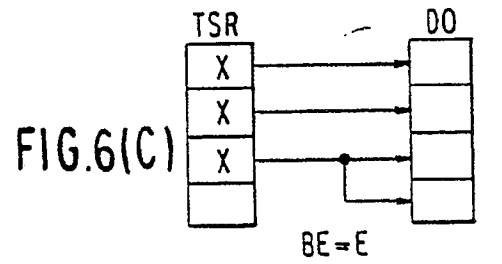 TSR DO
X
X
FIG.6(C) X
BE=E